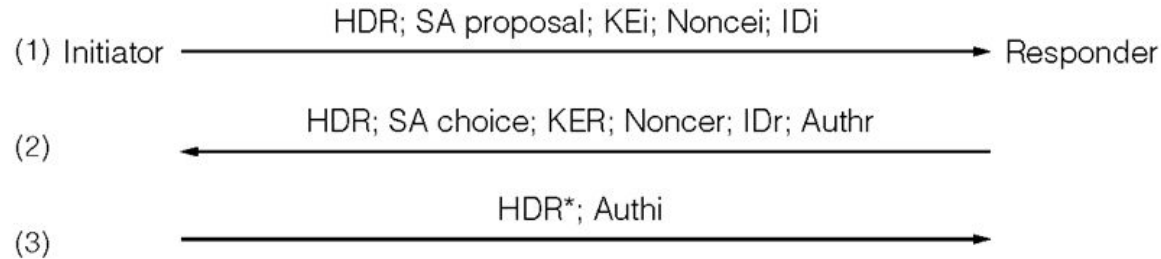 HDR; SA proposal; KEi; Noncei; IDi
(1) Initiator Responder
HDR; SA choice; KER; Noncer; IDr; Authr
(2)
HDR*; Authi
(3)